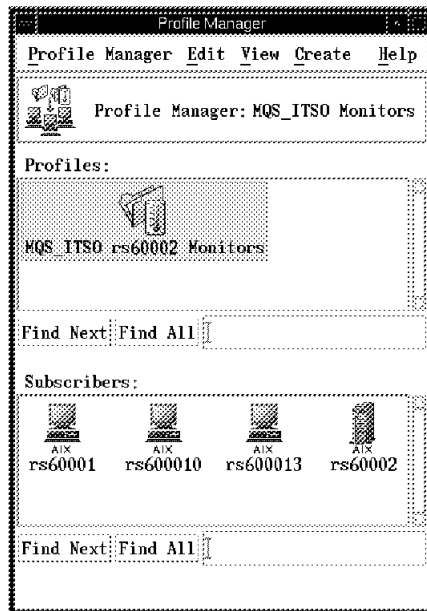 Profile Manager
Profile Manager Edit View Create Help
Profile Manager: MQS_ITSO Monitors
Profiles:
MQS_ITSO rs60002 Monitors
Find Next Find All
Subscribers:
AIX AIX AIX AIX
rs60001 rs600010 rs600013 rs60002
Find Next Find All